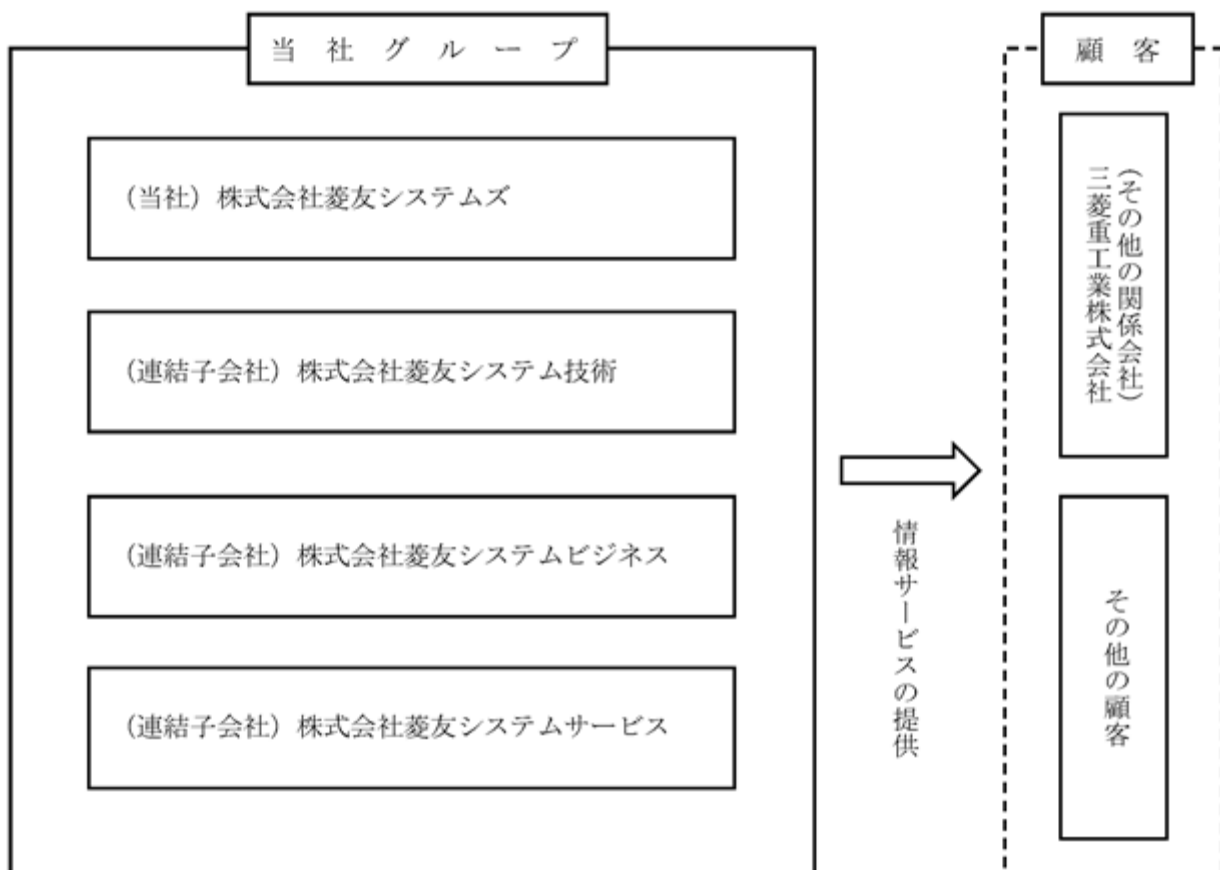 当社グループ
(当社)株式会社菱友システムズ
(連結子会社)株式会社菱友システム技術
(連結子会社)株式会社菱友システムビジネス
(連結子会社)株式会社菱友システムサービス
情報サービスの提供
顧客
(その他の関係会社)
三菱重工業株式会社
その他の顧客